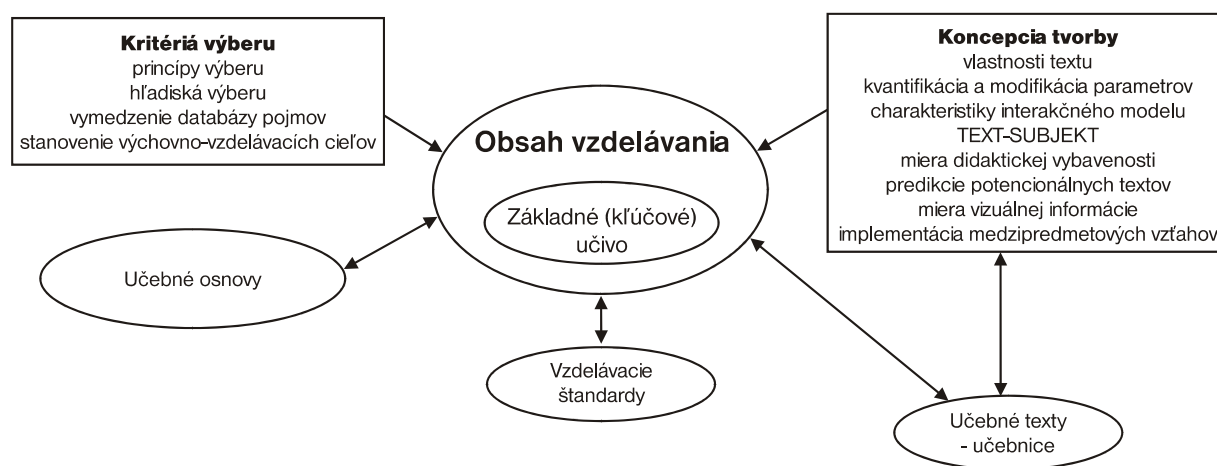 Kritériá výberu
princípy výberu
hľadiská výberu
vymedzenie databázy pojmov
stanovenie výchovno-vzdelávacích cieľov
Koncepcia tvorby
vlastnosti textu
kvantifikácia a modifikácia parametrov
charakteristiky interakčného modelu
TEXT-SUBJEKT
miera didaktickej vybavenosti
predikcie potencionálnych textov
miera vizuálnej informácie
implementácia medzipredmetových vzťahov
Obsah vzdelávania
Základné (kľúčové)
učivo
Učebné osnovy
Vzdelávacie
štandardy
Učebné texty
- učebnice